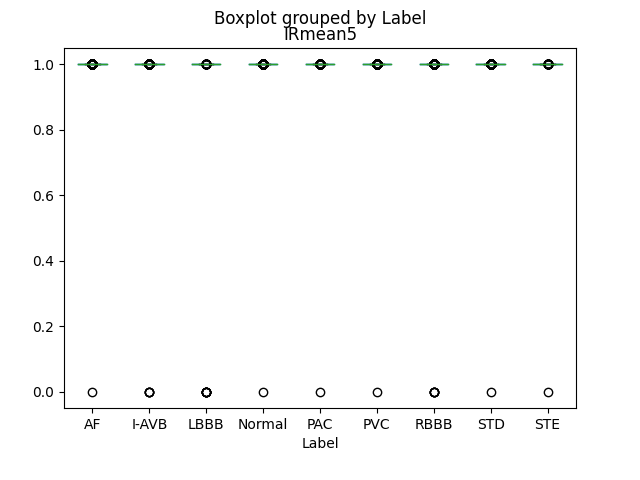 Boxplot grouped by Label
TRmean5
1.0
0.8
0.6
0.4
0.2
0.0
AF I-AVB LBBB Normal PAC PVC RBBB STD STE
Label